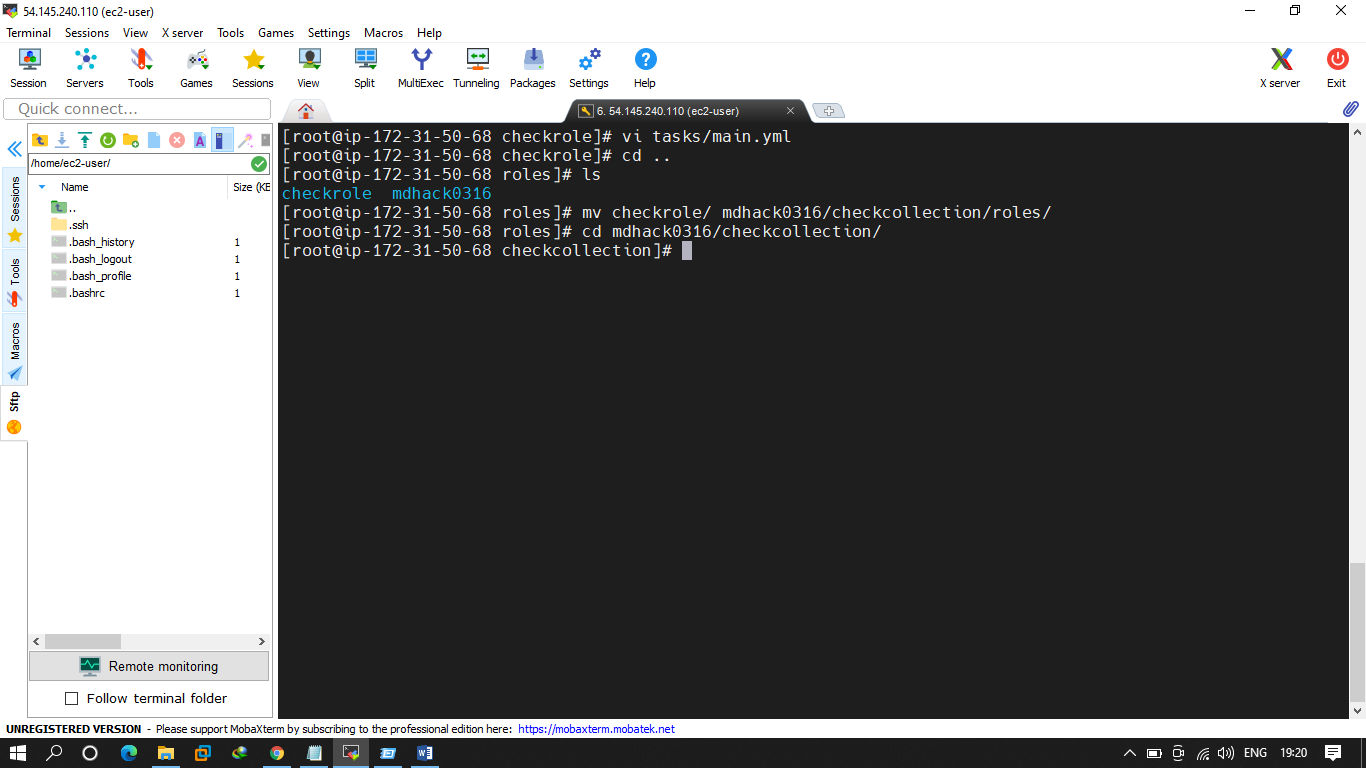 54.145.240.110 (ec2-user)
Terminal Sessions View X server Tools Games Settings Macros Help
Session Servers Tools Games Sessions View Split MultiExec Tunneling Packages Settings Help X server Exit
Quick connect...
6. 54.145.240.110 (ec2-user)
/home/ec2-user/
Name Size (KB
..
.ssh
.bash_history 1
.bash_logout 1
.bash_profile 1
.bashrc 1
Sessions
Tools
Macros
Sftp
Remote monitoring
Follow terminal folder
[root@ip-172-31-50-68 checkrole]# vi tasks/main.yml
[root@ip-172-31-50-68 checkrole]# cd ..
[root@ip-172-31-50-68 roles]# ls
checkrole mdhack0316
[root@ip-172-31-50-68 roles]# mv checkrole/ mdhack0316/checkcollection/roles/
[root@ip-172-31-50-68 roles]# cd mdhack0316/checkcollection/
[root@ip-172-31-50-68 checkcollection]#
UNREGISTERED VERSION - Please support MobaXterm by subscribing to the professional edition here: https://mobaxterm.mobatek.net
ENG 19:20